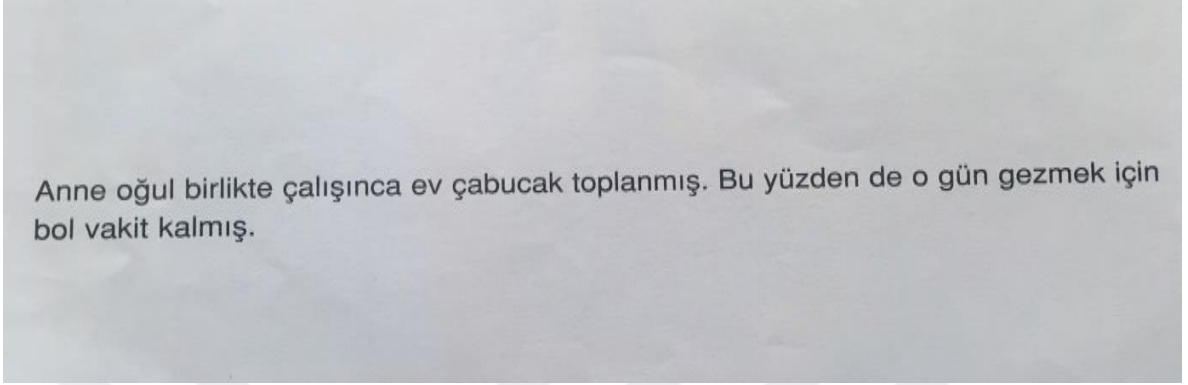 Anne oğul birlikte çalışınca ev çabucak toplanmış. Bu yüzden de o gün gezmek için
bol vakit kalmış.